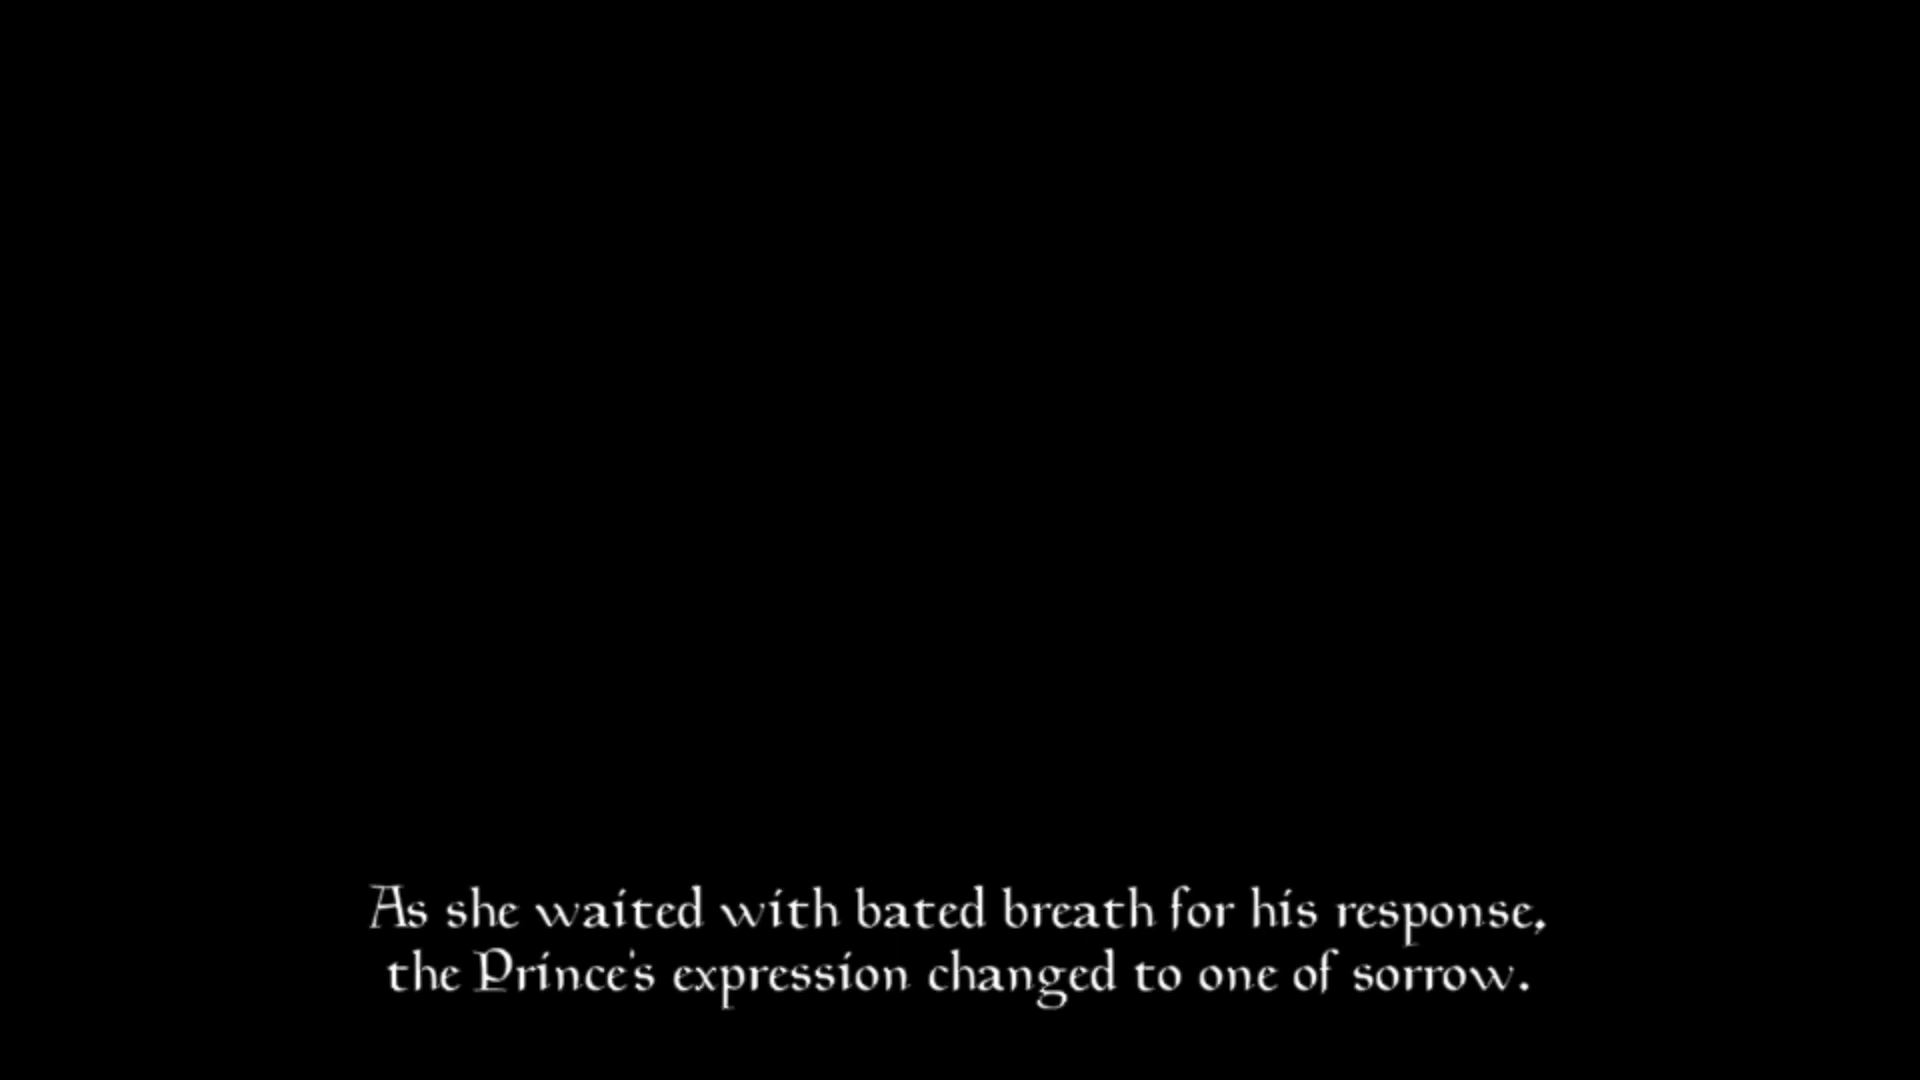 As she waited with bated breath for his response,
the Prince's expression changed to one of sorrow.